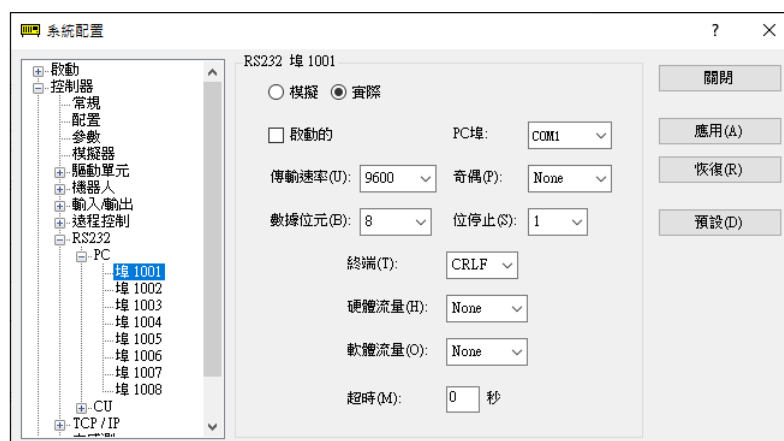 系統配置
? ×
啟動
控制器
常規
配置
參數
模擬器
驅動單元
機器人
輸入/輸出
遠程控制
RS232
PC
埠 1001
埠 1002
埠 1003
埠 1004
埠 1005
埠 1006
埠 1007
埠 1008
CU
TCP / IP
RS232 埠 1001
模擬 實際
啟動的 PC埠: COM1
傳輸速率(U): 9600 奇偶(P): None
數據位元(B): 8 位停止(S): 1
終端(T): CRLF
硬體流量(H): None
軟體流量(O): None
超時(M): 0 秒
關閉
應用(A)
恢復(R)
預設(D)